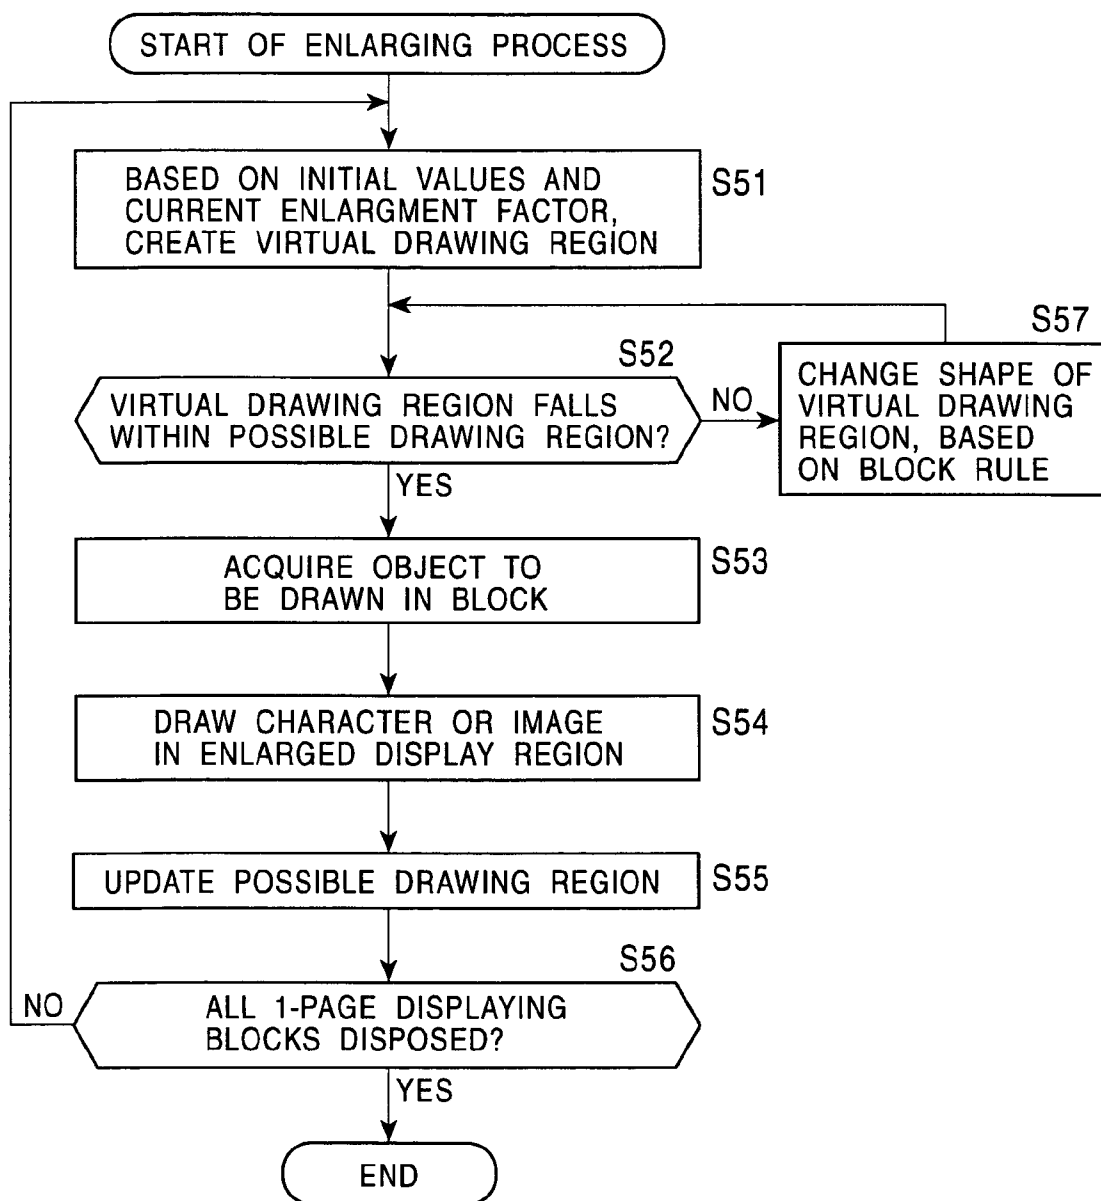 START OF ENLARGING PROCESS
BASED ON INITIAL VALUES AND
CURRENT ENLARGMENT FACTOR,
CREATE VIRTUAL DRAWING REGION
S51
S52
VIRTUAL DRAWING REGION FALLS
WITHIN POSSIBLE DRAWING REGION?
NO
S57
CHANGE SHAPE OF
VIRTUAL DRAWING
REGION, BASED
ON BLOCK RULE
YES
ACQUIRE OBJECT TO
BE DRAWN IN BLOCK
S53
DRAW CHARACTER OR IMAGE
IN ENLARGED DISPLAY REGION
S54
UPDATE POSSIBLE DRAWING REGION
S55
S56
NO
ALL 1-PAGE DISPLAYING
BLOCKS DISPOSED?
YES
END